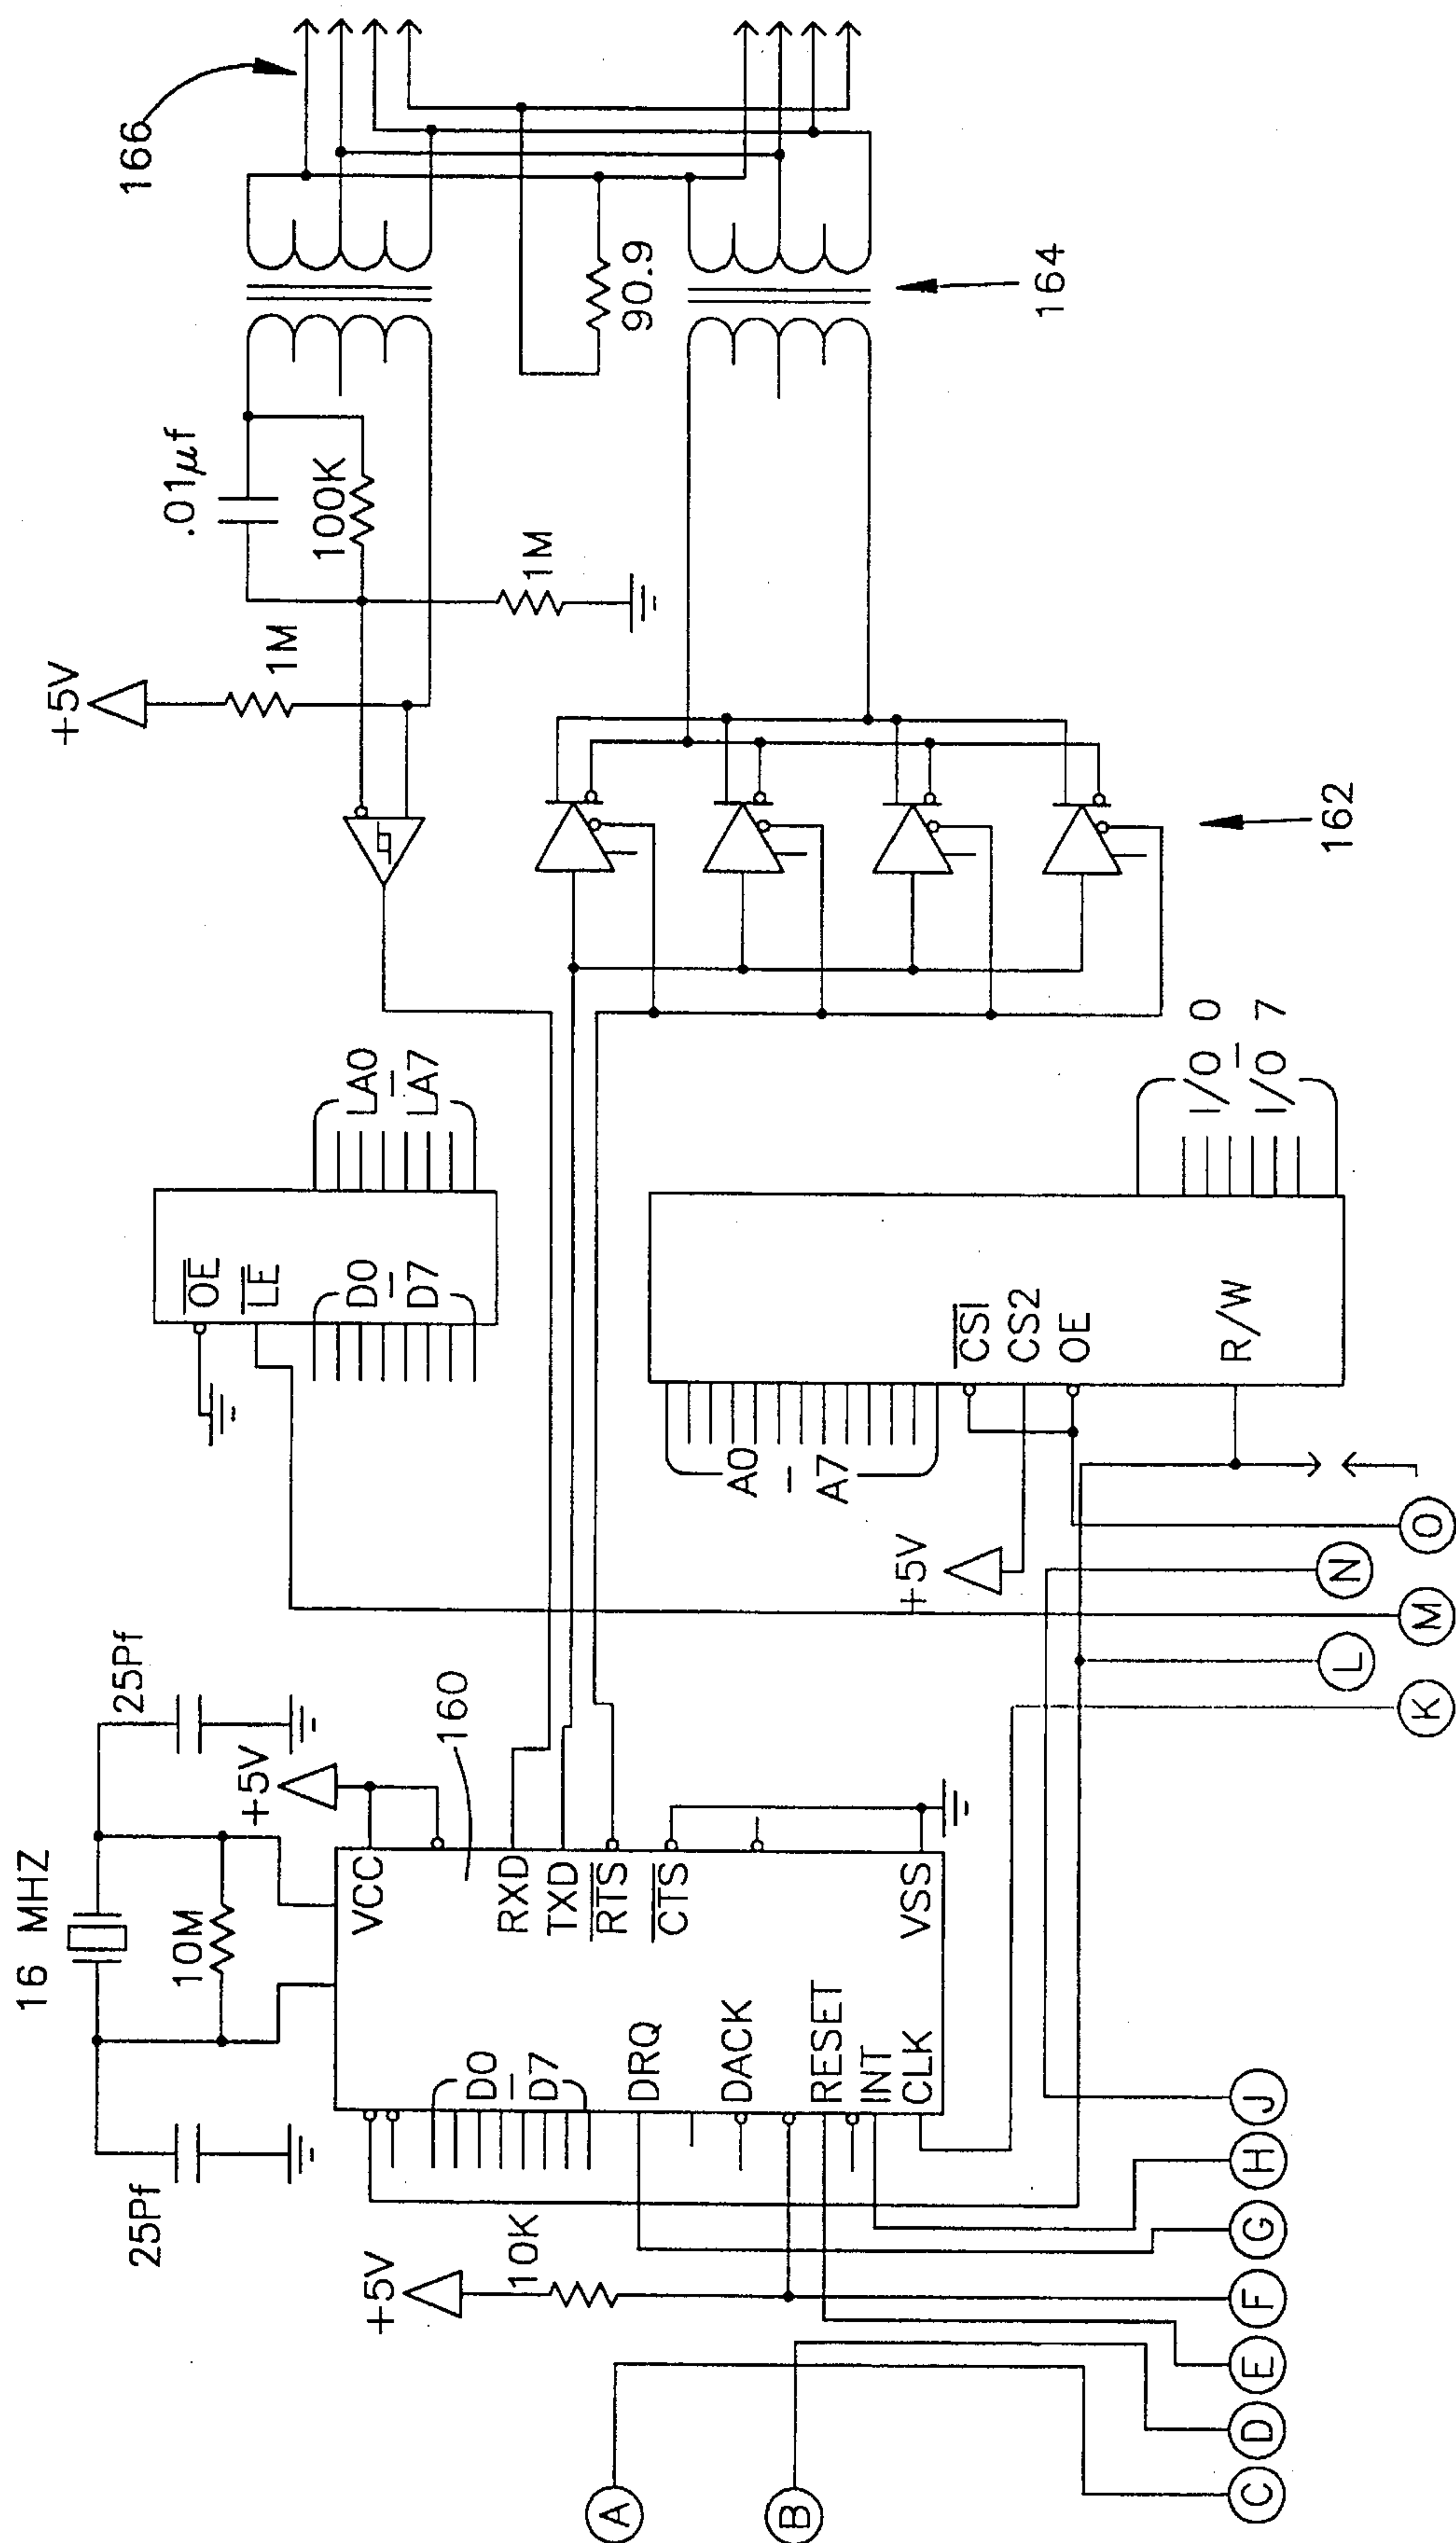 16 MHZ
25Pf
25Pf
10M
+5V
+5V
10K
VCC
160
RXD
TXD
RTS
CTS
VSS
D0
–
D7
DRQ
DACK
RESET
INT
CLK
OE
LE
D0
–
D7
LA0
–
LA7
+5V
1M
.01µf
100K
1M
166
90.9
164
162
A0
–
A7
CSI
CS2
OE
R/W
I/O 0
–
I/O 7
+5V
A
B
C
D
E
F
G
H
J
K
L
M
N
O